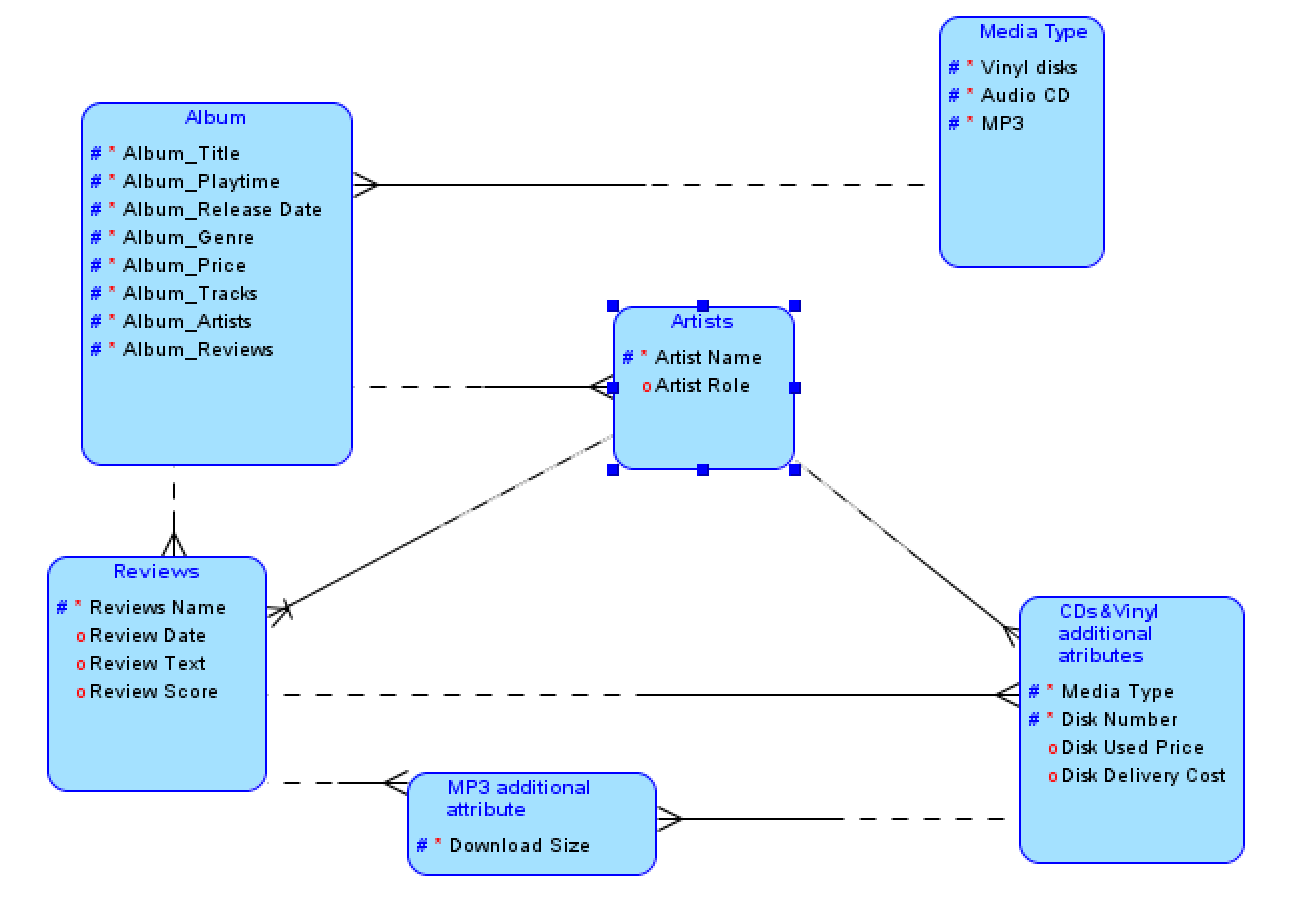 Media Type
# * Vinyl disks
# * Audio CD
# * MP3
Album
# * Album_Title
# * Album_Playtime
# * Album_Release Date
# * Album_Genre
# * Album_Price
# * Album_Tracks
# * Album_Artists
# * Album_Reviews
Artists
# * Artist Name
o Artist Role
Reviews
# * Reviews Name
o Review Date
o Review Text
o Review Score
CDs&Vinyl
additional
atributes
# * Media Type
# * Disk Number
o Disk Used Price
o Disk Delivery Cost
MP3 additional
attribute
# * Download Size